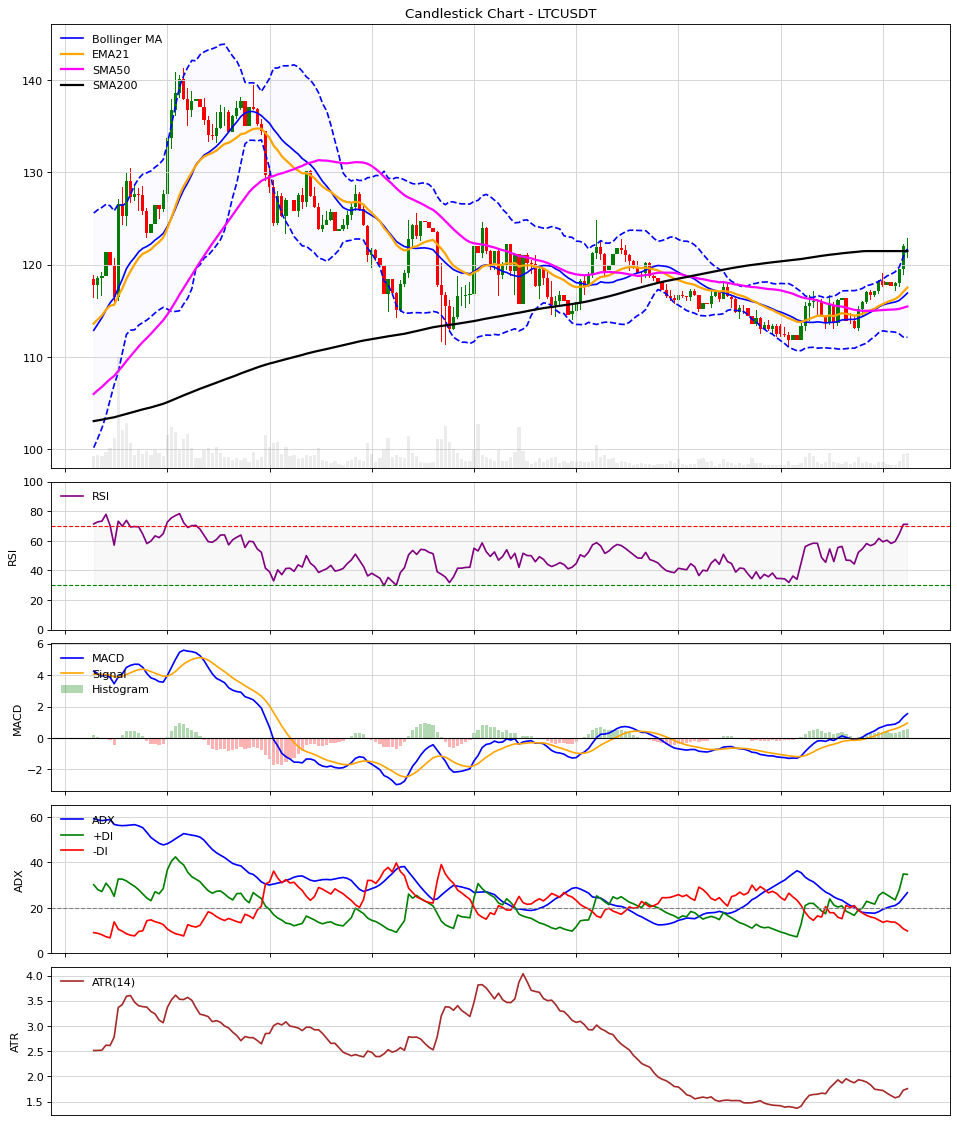 Candlestick Chart - LTCUSDT
Bollinger MA
EMA21
SMA50
SMA200
140
130
120
110
100
RSI
100
80
60
40
20
0
RSI
MACD
Signal
Histogram
6
4
2
0
−2
MACD
ADX
+DI
-DI
60
40
20
0
ADX
ATR(14)
4.0
3.5
3.0
2.5
2.0
1.5
ATR